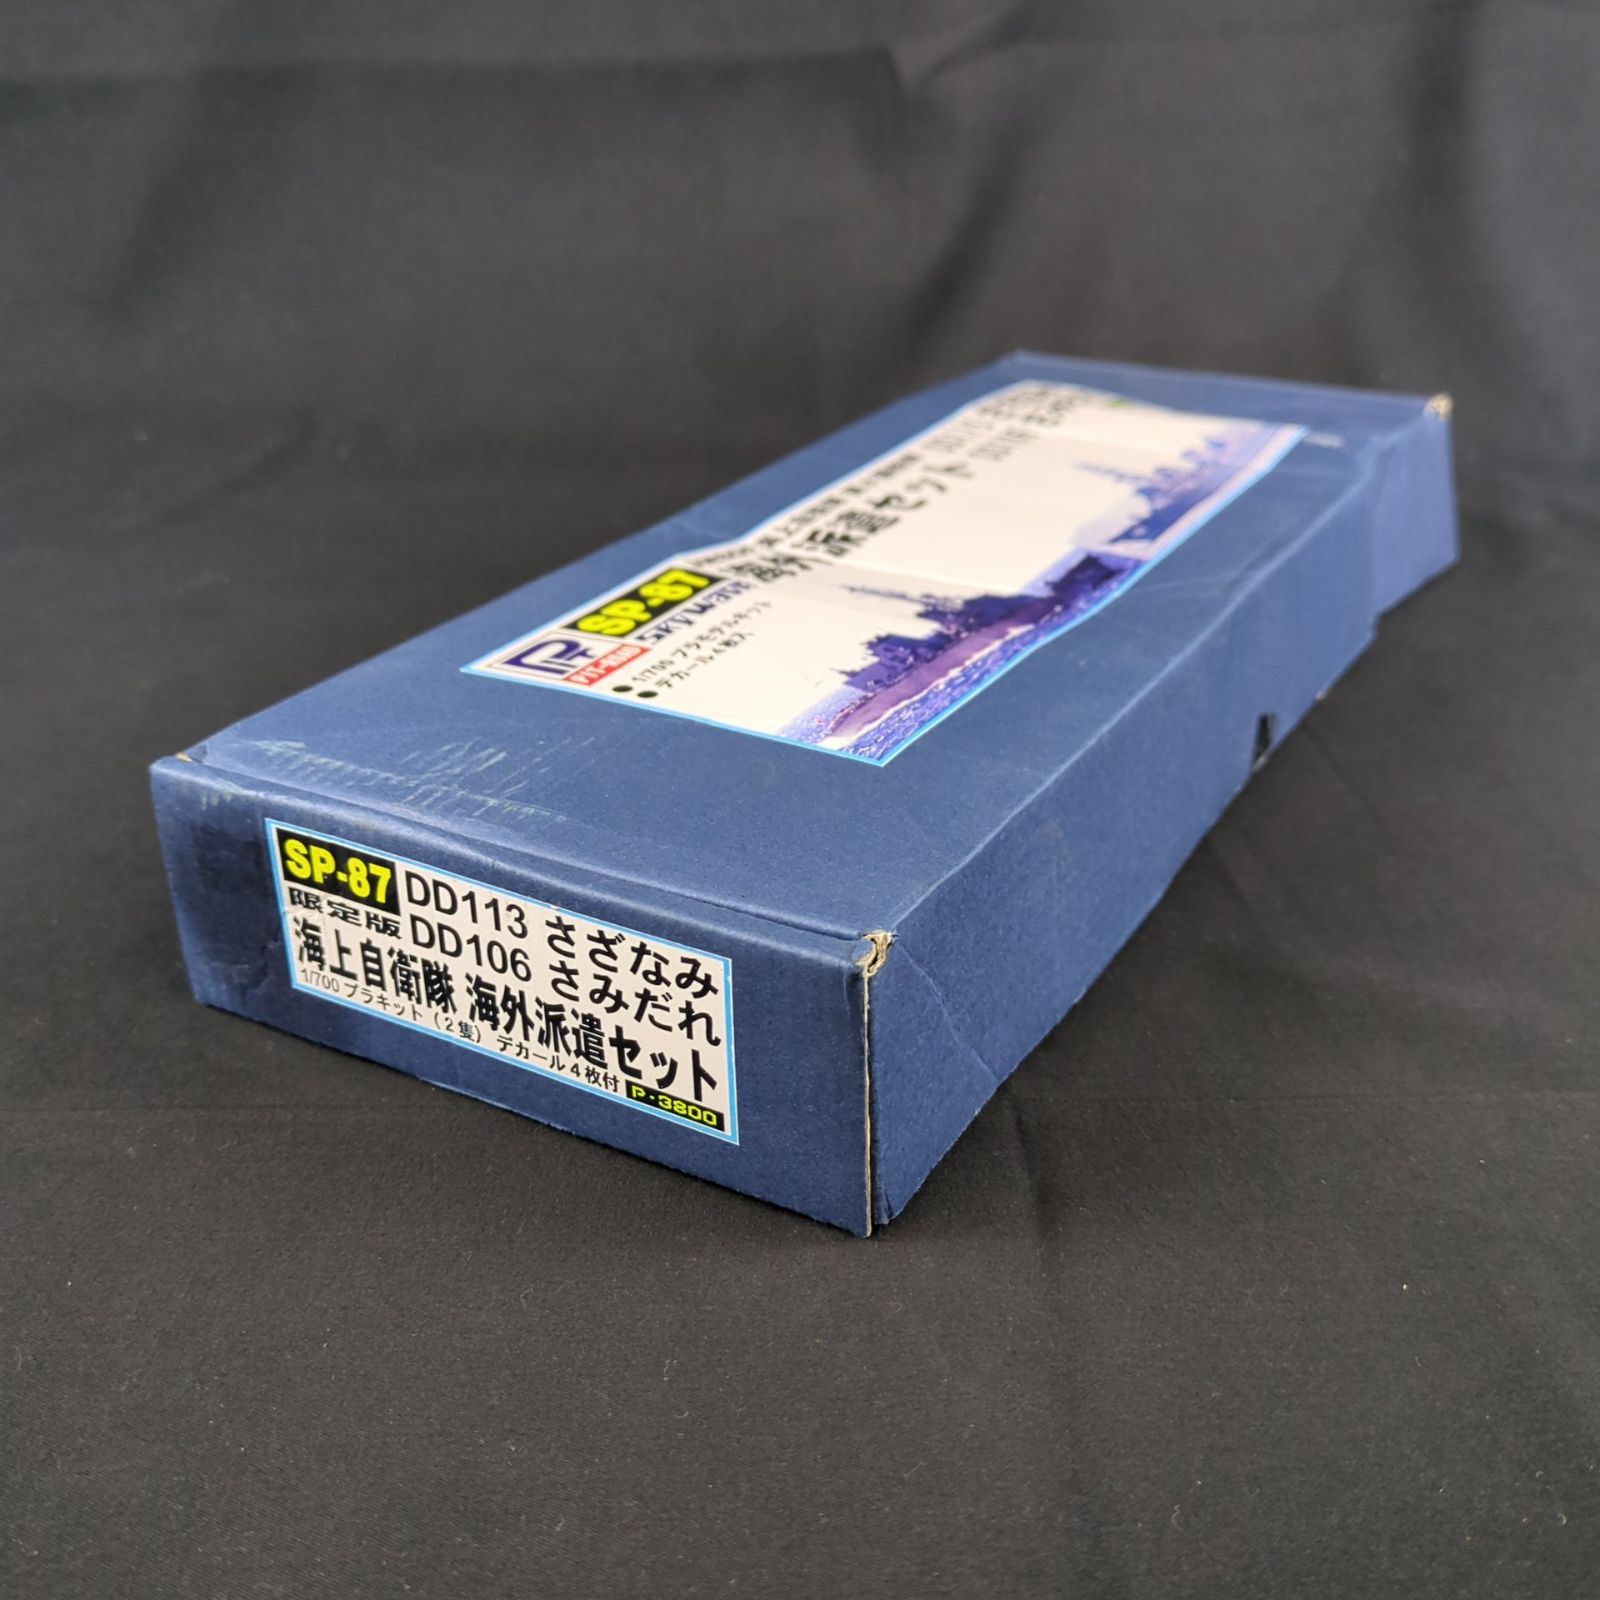 PIT-ROAD
SP-87
SKYWAVE
海外派遣セット
● 1/700 プラモデルキット
● デカール4枚入
SP-87
限定版
DD113 さざなみ
DD106 さみだれ
海上自衛隊 海外派遣セット
1/700 プラキット(2隻) デカール4枚付
P・3800